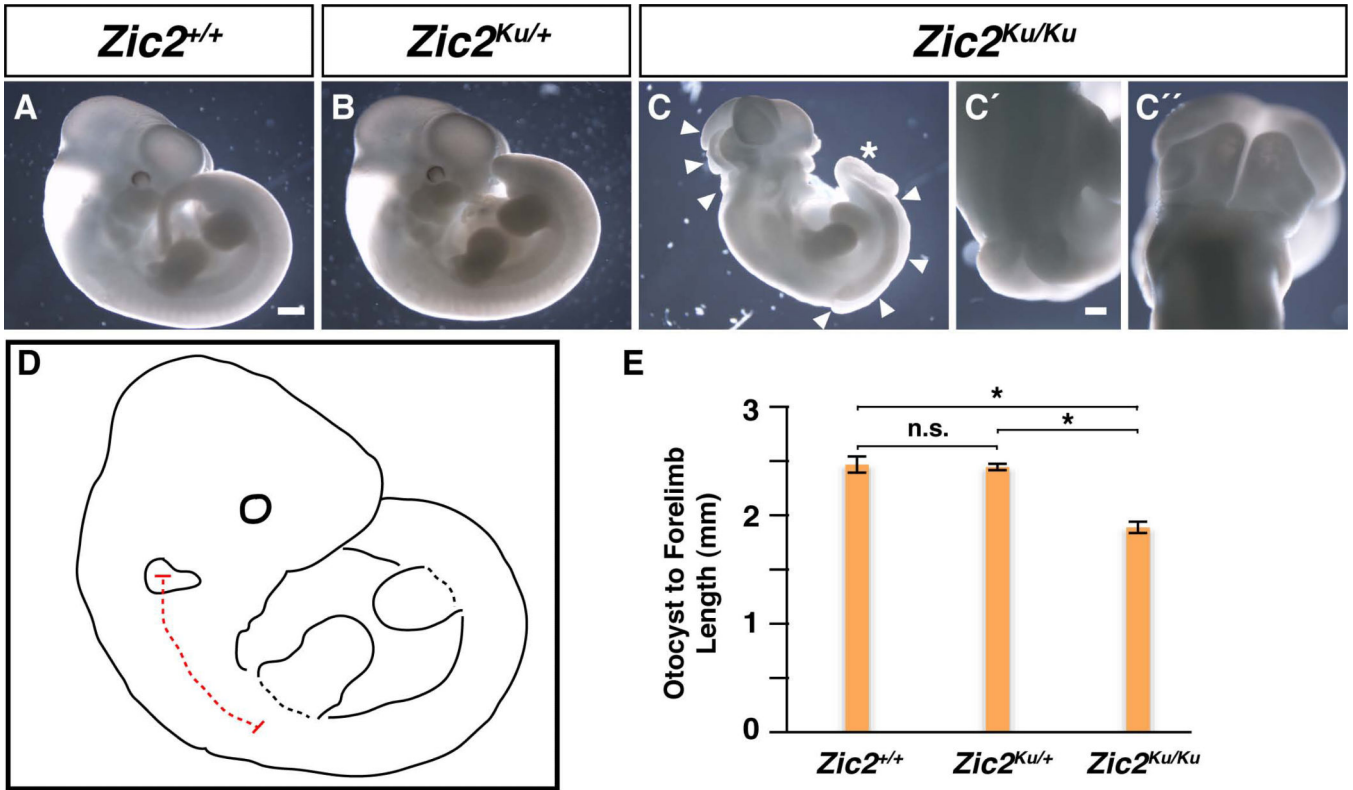 Zic2+/+
Zic2Ku/+
Zic2Ku/Ku
A
B
C
*
C´
C´´
D
E
3
2
1
0
Otocyst to Forelimb
Length (mm)
*
n.s.
*
Zic2+/+
Zic2Ku/+
Zic2Ku/Ku